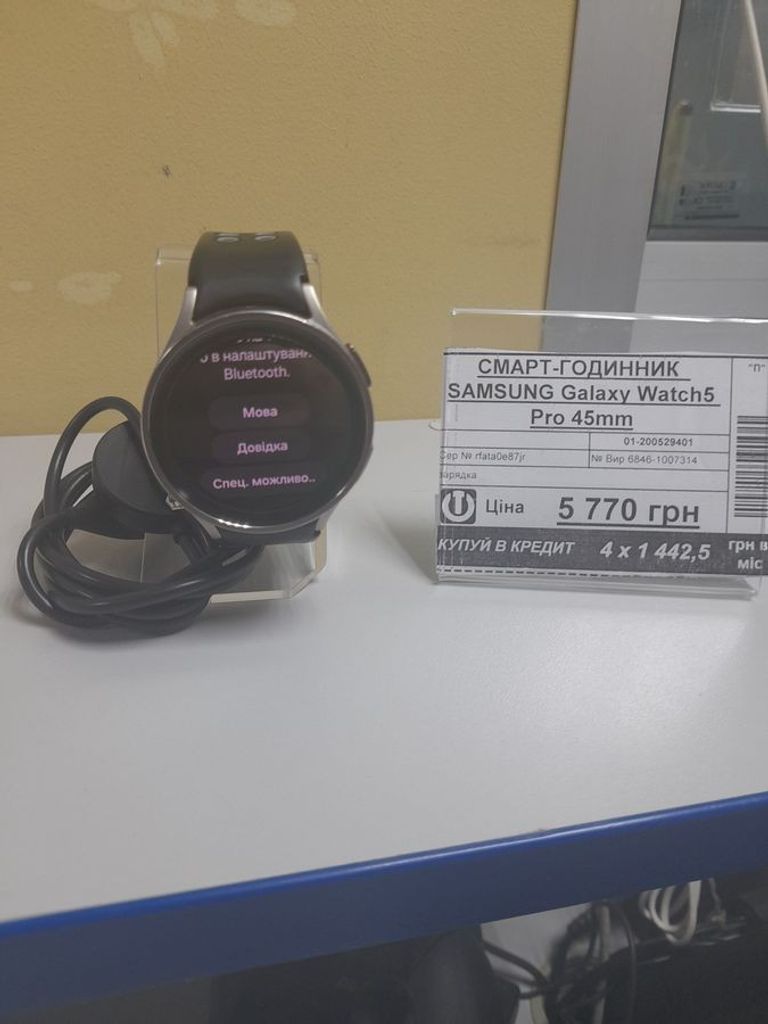 в налаштуван
Bluetooth.
Мова
Довідка
Спец. можливо..
СМАРТ-ГОДИННИК
SAMSUNG Galaxy Watch5
Pro 45mm
01-200529401
Сер № rfata0e87jr
№ Вир 6846-1007314
зарядка
Ціна 5 770 грн
КУПУЙ В КРЕДИТ 4 x 1 442,5 грн в
міс
"П"